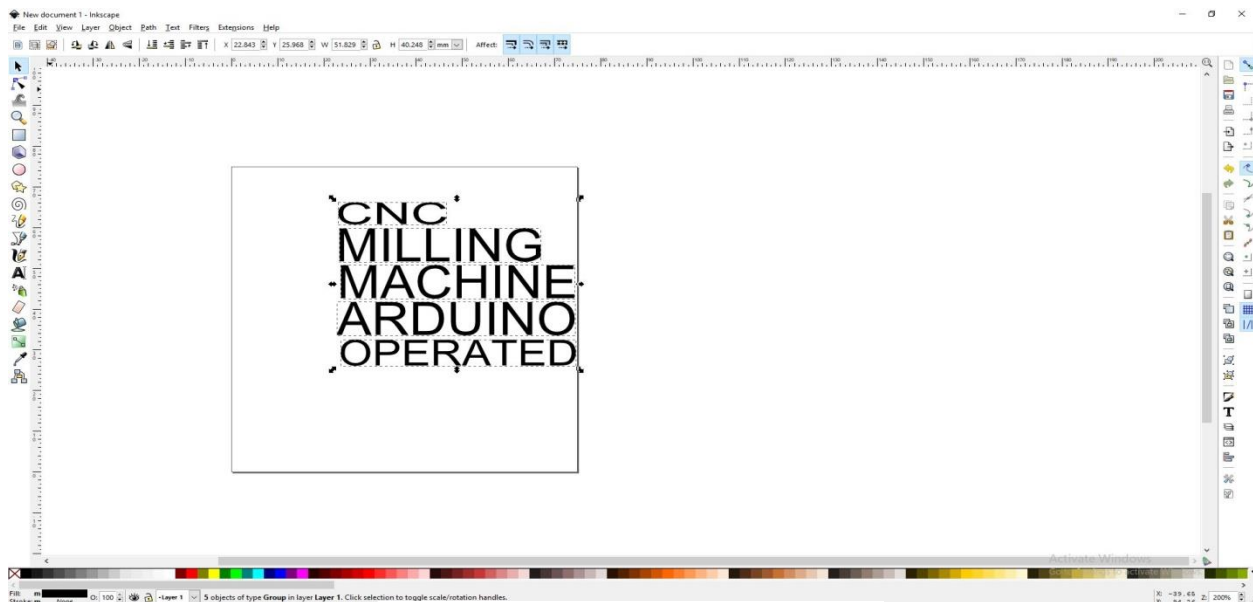 New document 1 - Inkscape
File Edit View Layer Object Path Text Filters Extensions Help
X 22.843 Y 25.968 W 51.829 H 40.248 mm Affect:
CNC
MILLING
MACHINE
ARDUINO
OPERATED
Activate Windows
Fill: m O: 100 -Layer 1 5 objects of type Group in layer Layer 1. Click selection to toggle scale/rotation handles. X: -39.65 Z: 200%